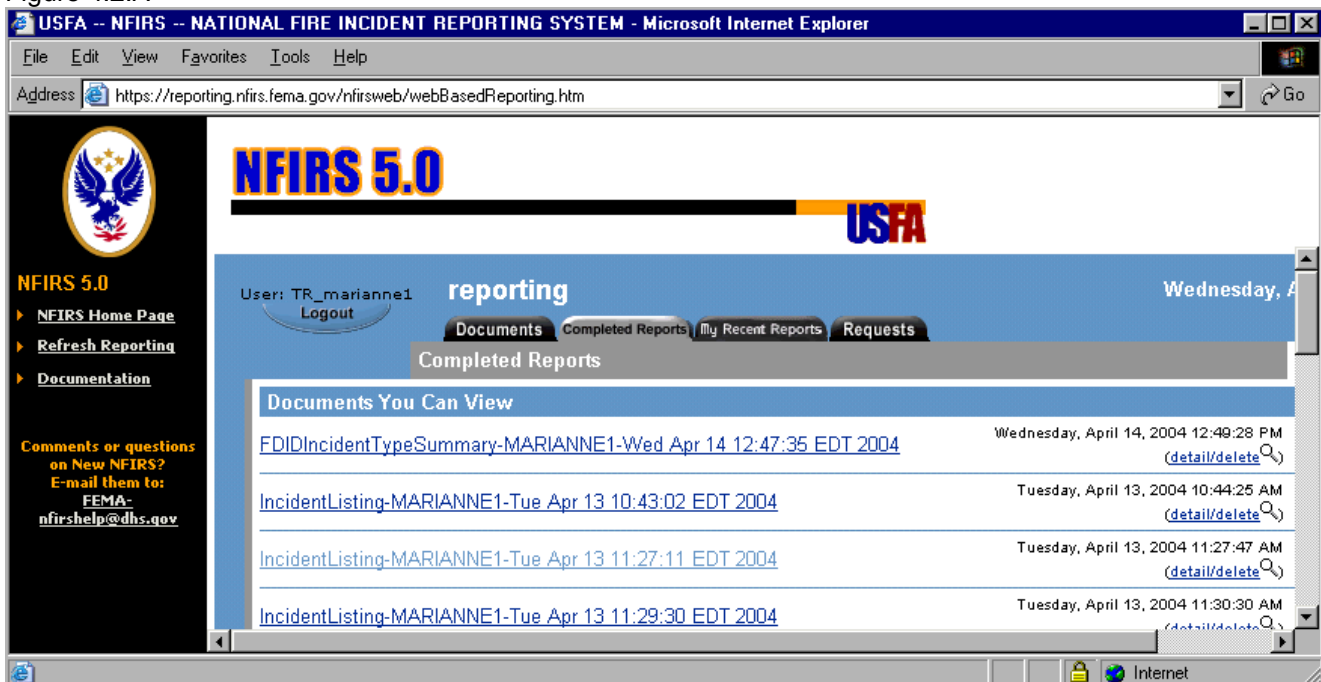 USFA -- NFIRS -- NATIONAL FIRE INCIDENT REPORTING SYSTEM - Microsoft Internet Explorer
File Edit View Favorites Tools Help
Address https://reporting.nfirs.fema.gov/nfirsweb/webBasedReporting.htm Go
NFIRS 5.0
USFA
NFIRS 5.0
NFIRS Home Page
Refresh Reporting
Documentation
Comments or questions
on New NFIRS?
E-mail them to:
FEMA-
nfirshelp@dhs.gov
User: TR_marianne1
Logout
reporting
Wednesday, A
Documents Completed Reports My Recent Reports Requests
Completed Reports
Documents You Can View
FDIDIncidentTypeSummary-MARIANNE1-Wed Apr 14 12:47:35 EDT 2004
Wednesday, April 14, 2004 12:49:28 PM
(detail/delete)
IncidentListing-MARIANNE1-Tue Apr 13 10:43:02 EDT 2004
Tuesday, April 13, 2004 10:44:25 AM
(detail/delete)
IncidentListing-MARIANNE1-Tue Apr 13 11:27:11 EDT 2004
Tuesday, April 13, 2004 11:27:47 AM
(detail/delete)
IncidentListing-MARIANNE1-Tue Apr 13 11:29:30 EDT 2004
Tuesday, April 13, 2004 11:30:30 AM
(detail/delete)
Internet